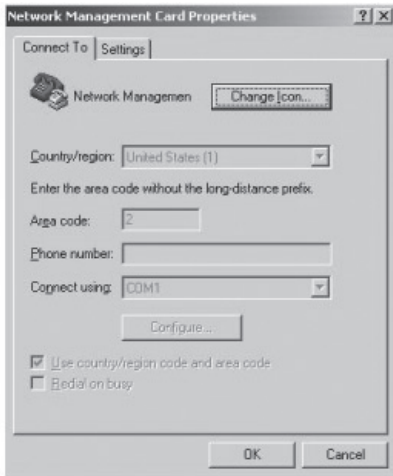 Network Management Card Properties
Connect To Settings
Network Managemen Change Icon...
Country/region: United States (1)
Enter the area code without the long-distance prefix.
Area code: 2
Phone number:
Connect using: COM1
Configure...
Use country/region code and area code
Redial on busy
OK Cancel